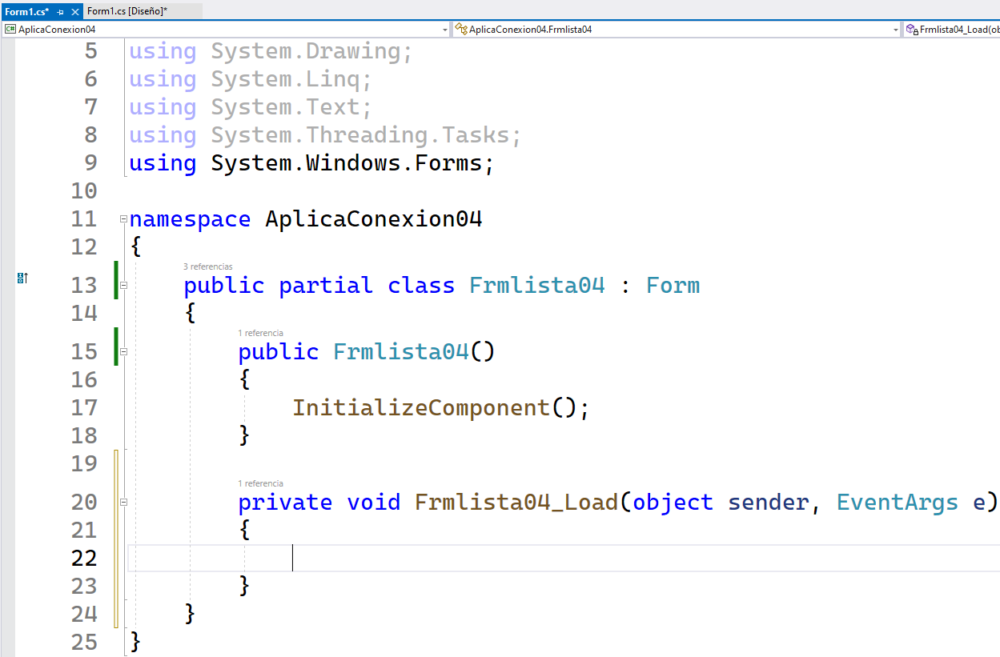 Form1.cs* Form1.cs [Diseño]*
C# AplicaConexion04 AplicaConexion04.Frmlista04 Frmlista04_Load(ob
5 using System.Drawing;
6 using System.Linq;
7 using System.Text;
8 using System.Threading.Tasks;
9 using System.Windows.Forms;
10
11 namespace AplicaConexion04
12 {
3 referencias
13 public partial class Frmlista04 : Form
14 {
1 referencia
15 public Frmlista04()
16 {
17 InitializeComponent();
18 }
19
1 referencia
20 private void Frmlista04_Load(object sender, EventArgs e)
21 {
22
23 }
24 }
25 }